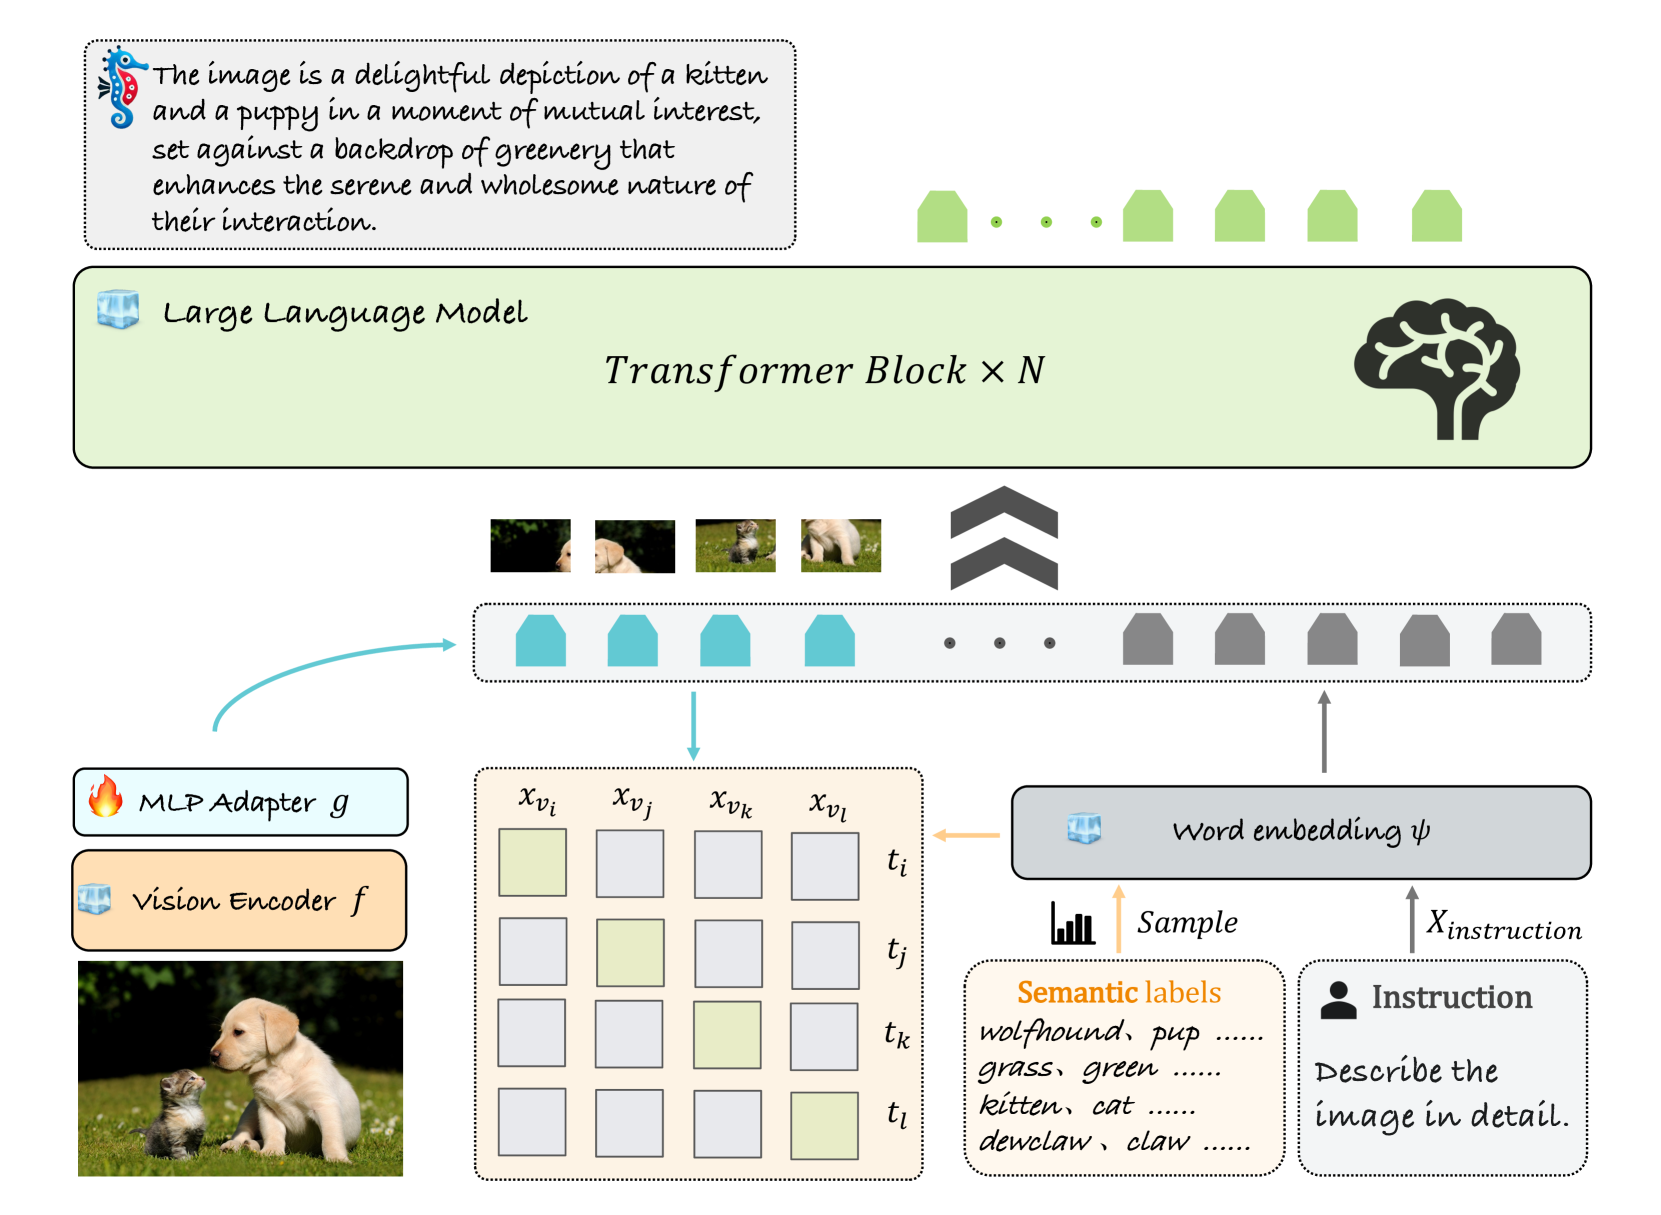 The image is a delightful depiction of a kitten
and a puppy in a moment of mutual interest,
set against a backdrop of greenery that
enhances the serene and wholesome nature of
their interaction.
Large Language Model
Transformer Block × N
MLP Adapter g
Vision Encoder f
x_{v_i} x_{v_j} x_{v_k} x_{v_l}
t_i
t_j
t_k
t_l
Word embedding ψ
Sample
X_{instruction}
Semantic labels
wolfhound、pup ......
grass、green ......
kitten、cat ......
dewclaw、claw ......
Instruction
Describe the
image in detail.